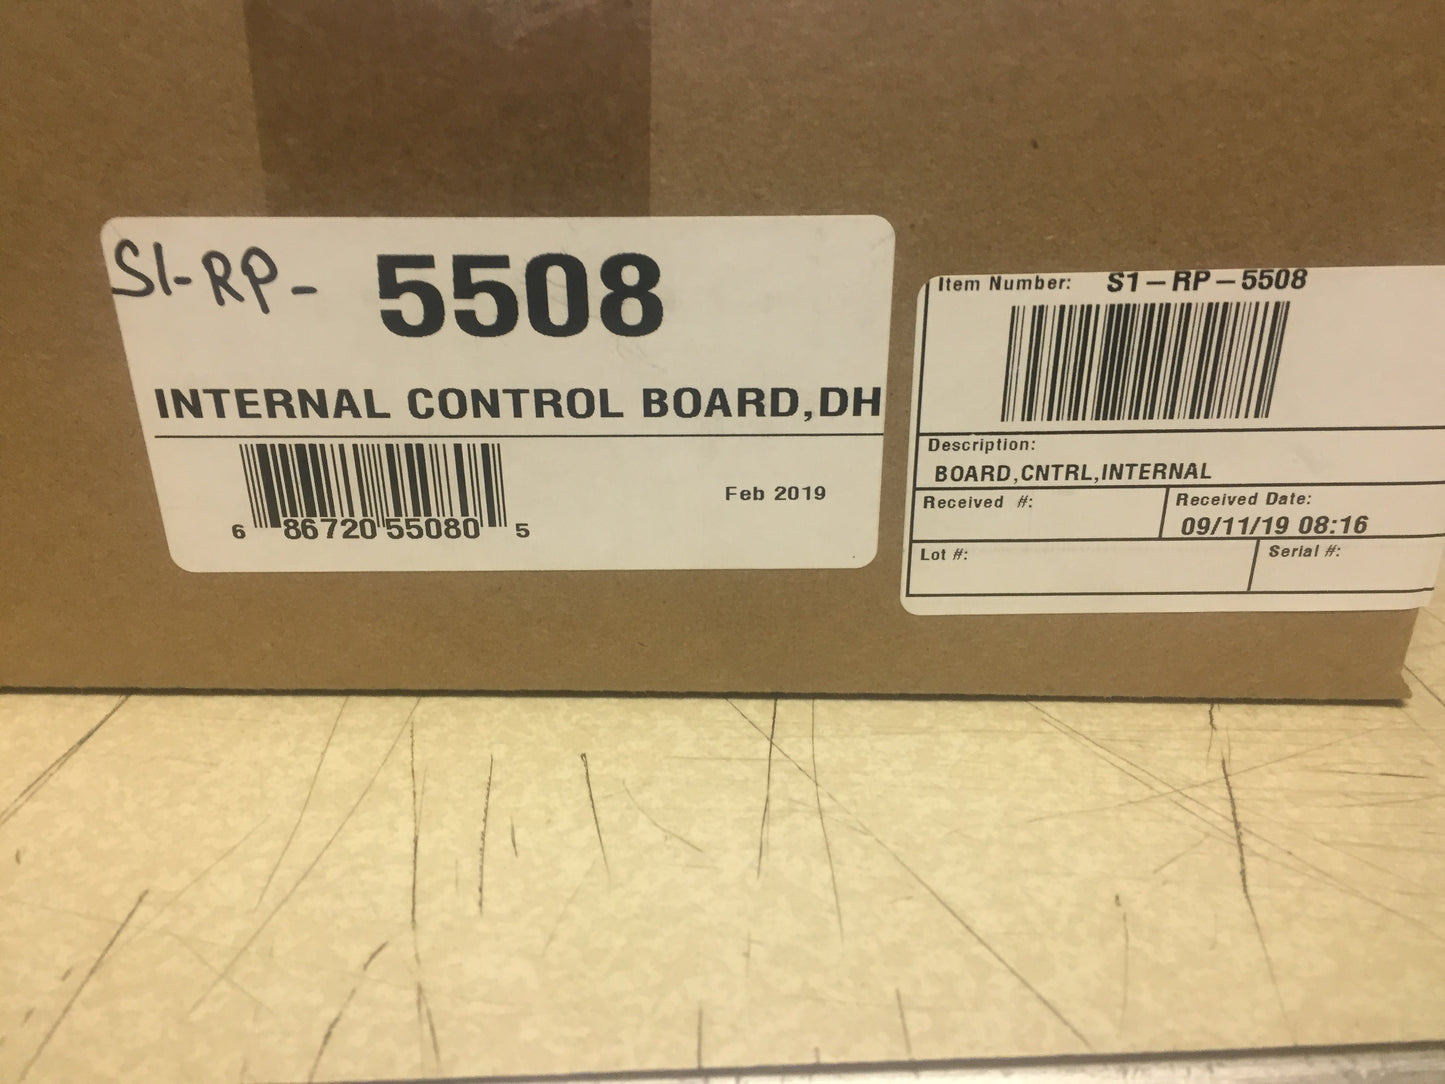 SI-RP- 5508
INTERNAL CONTROL BOARD,DH
6 86720 55080 5
Feb 2019
Item Number: S1-RP-5508
Description:
BOARD,CNTRL,INTERNAL
Received #:
Received Date:
09/11/19 08:16
Lot #:
Serial #: